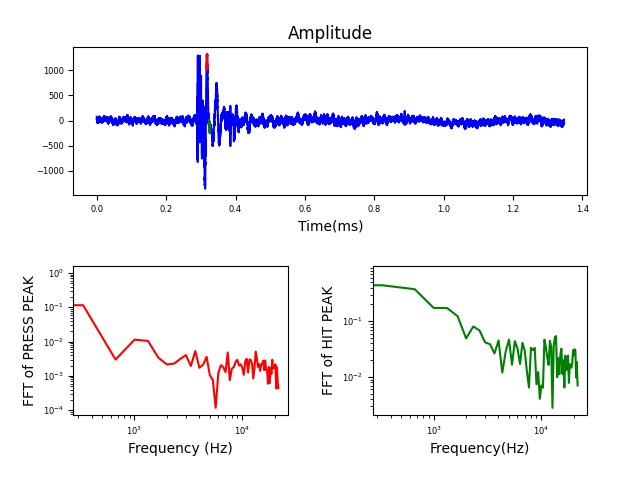 Amplitude
1000
500
0
−500
−1000
0.0 0.2 0.4 0.6 0.8 1.0 1.2 1.4
Time(ms)
FFT of PRESS PEAK
10⁰
10⁻¹
10⁻²
10⁻³
10⁻⁴
10³ 10⁴
Frequency (Hz)
FFT of HIT PEAK
10⁻¹
10⁻²
10³ 10⁴
Frequency(Hz)